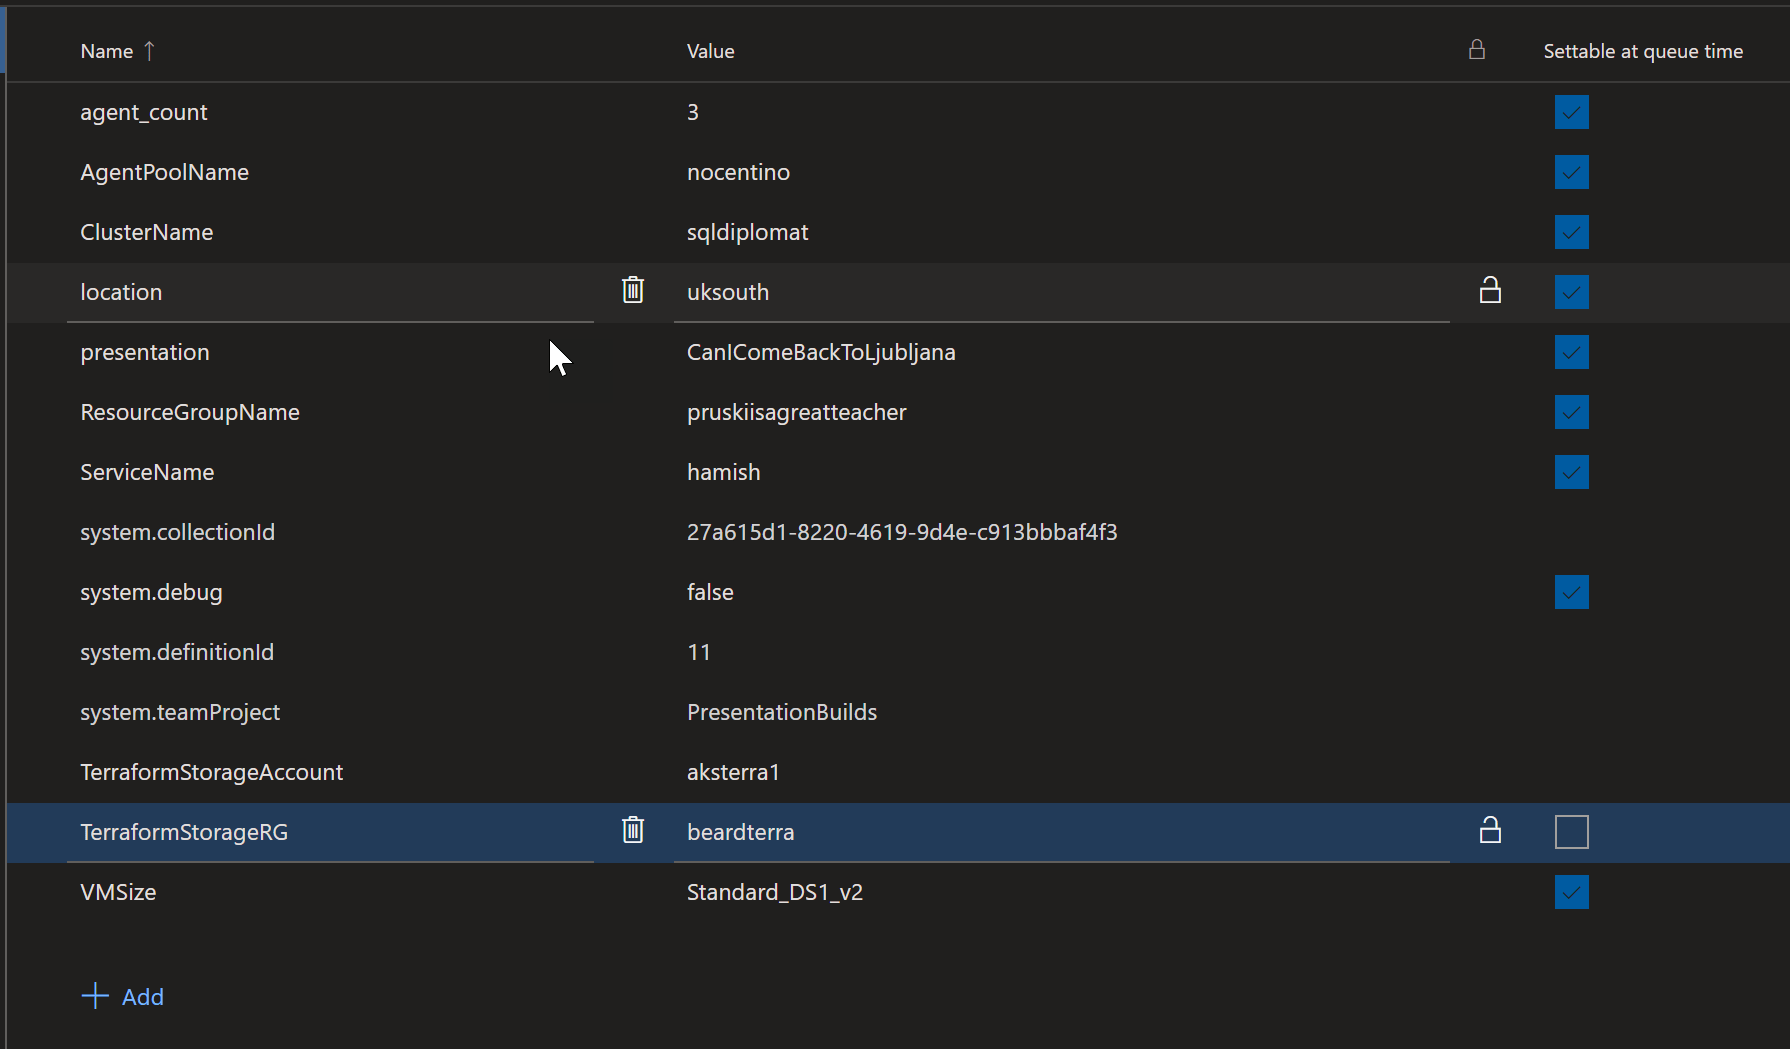 Name ↑ Value Settable at queue time
agent_count 3
AgentPoolName nocentino
ClusterName sqldiplomat
location uksouth
presentation CanIComeBackToLjubljana
ResourceGroupName pruskiisagreatteacher
ServiceName hamish
system.collectionId 27a615d1-8220-4619-9d4e-c913bbbaf4f3
system.debug false
system.definitionId 11
system.teamProject PresentationBuilds
TerraformStorageAccount aksterra1
TerraformStorageRG beardterra
VMSize Standard_DS1_v2
+ Add